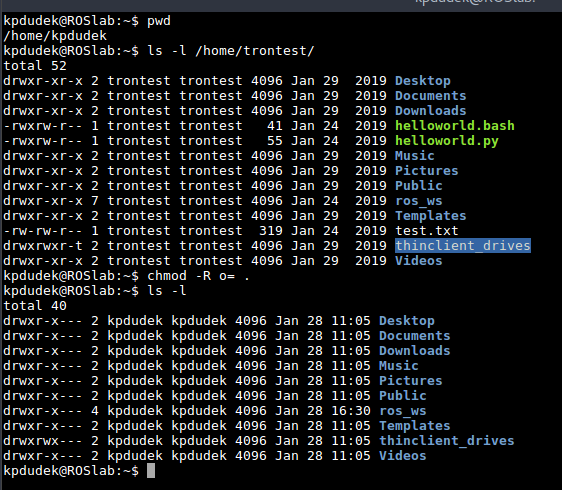 kpdudek@ROSlab:
kpdudek@ROSlab:~$ pwd
/home/kpdudek
kpdudek@ROSlab:~$ ls -l /home/trontest/
total 52
drwxr-xr-x 2 trontest trontest 4096 Jan 29  2019 Desktop
drwxr-xr-x 2 trontest trontest 4096 Jan 29  2019 Documents
drwxr-xr-x 2 trontest trontest 4096 Jan 29  2019 Downloads
-rwxrw-r-- 1 trontest trontest   41 Jan 24  2019 helloworld.bash
-rwxrw-r-- 1 trontest trontest   55 Jan 24  2019 helloworld.py
drwxr-xr-x 2 trontest trontest 4096 Jan 29  2019 Music
drwxr-xr-x 2 trontest trontest 4096 Jan 29  2019 Pictures
drwxr-xr-x 2 trontest trontest 4096 Jan 29  2019 Public
drwxr-xr-x 7 trontest trontest 4096 Jan 24  2019 ros_ws
drwxr-xr-x 2 trontest trontest 4096 Jan 29  2019 Templates
-rw-rw-r-- 1 trontest trontest  319 Jan 24  2019 test.txt
drwxrwxr-t 2 trontest trontest 4096 Jan 29  2019 thinclient_drives
drwxr-xr-x 2 trontest trontest 4096 Jan 29  2019 Videos
kpdudek@ROSlab:~$ chmod -R o= .
kpdudek@ROSlab:~$ ls -l
total 40
drwxr-x--- 2 kpdudek kpdudek 4096 Jan 28 11:05 Desktop
drwxr-x--- 2 kpdudek kpdudek 4096 Jan 28 11:05 Documents
drwxr-x--- 2 kpdudek kpdudek 4096 Jan 28 11:05 Downloads
drwxr-x--- 2 kpdudek kpdudek 4096 Jan 28 11:05 Music
drwxr-x--- 2 kpdudek kpdudek 4096 Jan 28 11:05 Pictures
drwxr-x--- 2 kpdudek kpdudek 4096 Jan 28 11:05 Public
drwxr-x--- 4 kpdudek kpdudek 4096 Jan 28 16:30 ros_ws
drwxr-x--- 2 kpdudek kpdudek 4096 Jan 28 11:05 Templates
drwxrwx--- 2 kpdudek kpdudek 4096 Jan 28 11:05 thinclient_drives
drwxr-x--- 2 kpdudek kpdudek 4096 Jan 28 11:05 Videos
kpdudek@ROSlab:~$